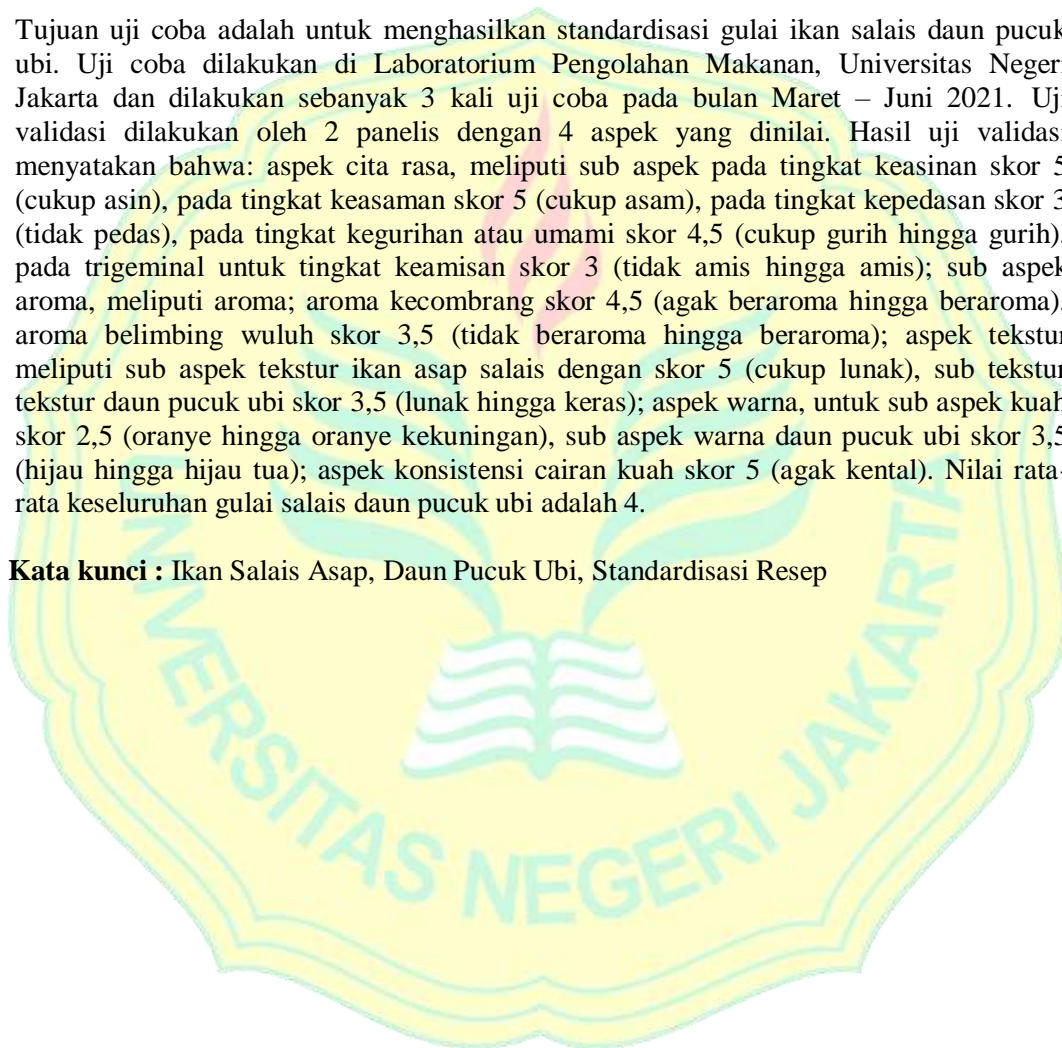 Tujuan uji coba adalah untuk menghasilkan standardisasi gulai ikan salais daun pucuk
ubi. Uji coba dilakukan di Laboratorium Pengolahan Makanan, Universitas Negeri
Jakarta dan dilakukan sebanyak 3 kali uji coba pada bulan Maret – Juni 2021. Uji
validasi dilakukan oleh 2 panelis dengan 4 aspek yang dinilai. Hasil uji validasi
menyatakan bahwa: aspek cita rasa, meliputi sub aspek pada tingkat keasinan skor 5
(cukup asin), pada tingkat keasaman skor 5 (cukup asam), pada tingkat kepedasan skor 3
(tidak pedas), pada tingkat kegurihan atau umami skor 4,5 (cukup gurih hingga gurih),
pada trigeminal untuk tingkat keamisan skor 3 (tidak amis hingga amis); sub aspek
aroma, meliputi aroma; aroma kecombrang skor 4,5 (agak beraroma hingga beraroma),
aroma belimbing wuluh skor 3,5 (tidak beraroma hingga beraroma); aspek tekstur
meliputi sub aspek tekstur ikan asap salais dengan skor 5 (cukup lunak), sub tekstur
tekstur daun pucuk ubi skor 3,5 (lunak hingga keras); aspek warna, untuk sub aspek kuah
skor 2,5 (oranye hingga oranye kekuningan), sub aspek warna daun pucuk ubi skor 3,5
(hijau hingga hijau tua); aspek konsistensi cairan kuah skor 5 (agak kental). Nilai rata-
rata keseluruhan gulai salais daun pucuk ubi adalah 4.
Kata kunci : Ikan Salais Asap, Daun Pucuk Ubi, Standardisasi Resep
UNIVERSITAS NEGERI JAKARTA